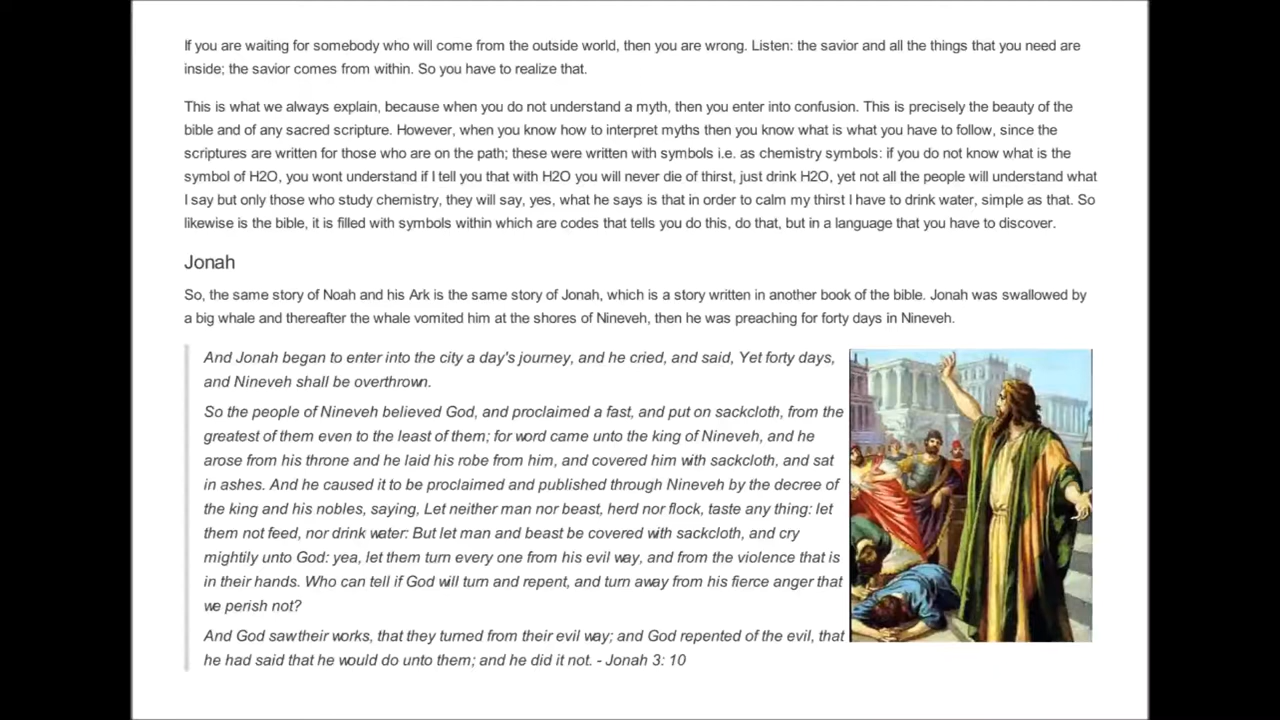 If you are waiting for somebody who will come from the outside world, then you are wrong. Listen: the savior and all the things that you need are
inside; the savior comes from within. So you have to realize that.
This is what we always explain, because when you do not understand a myth, then you enter into confusion. This is precisely the beauty of the
bible and of any sacred scripture. However, when you know how to interpret myths then you know what is what you have to follow, since the
scriptures are written for those who are on the path; these were written with symbols i.e. as chemistry symbols: if you do not know what is the
symbol of H2O, you wont understand if I tell you that with H2O you will never die of thirst, just drink H2O, yet not all the people will understand what
I say but only those who study chemistry, they will say, yes, what he says is that in order to calm my thirst I have to drink water, simple as that. So
likewise is the bible, it is filled with symbols within which are codes that tells you do this, do that, but in a language that you have to discover.
Jonah
So, the same story of Noah and his Ark is the same story of Jonah, which is a story written in another book of the bible. Jonah was swallowed by
a big whale and thereafter the whale vomited him at the shores of Nineveh, then he was preaching for forty days in Nineveh.
And Jonah began to enter into the city a day's journey, and he cried, and said, Yet forty days,
and Nineveh shall be overthrown.
So the people of Nineveh believed God, and proclaimed a fast, and put on sackcloth, from the
greatest of them even to the least of them; for word came unto the king of Nineveh, and he
arose from his throne and he laid his robe from him, and covered him with sackcloth, and sat
in ashes. And he caused it to be proclaimed and published through Nineveh by the decree of
the king and his nobles, saying, Let neither man nor beast, herd nor flock, taste any thing: let
them not feed, nor drink water: But let man and beast be covered with sackcloth, and cry
mightily unto God: yea, let them turn every one from his evil way, and from the violence that is
in their hands. Who can tell if God will turn and repent, and turn away from his fierce anger that
we perish not?
And God saw their works, that they turned from their evil way; and God repented of the evil, that
he had said that he would do unto them; and he did it not. - Jonah 3: 10